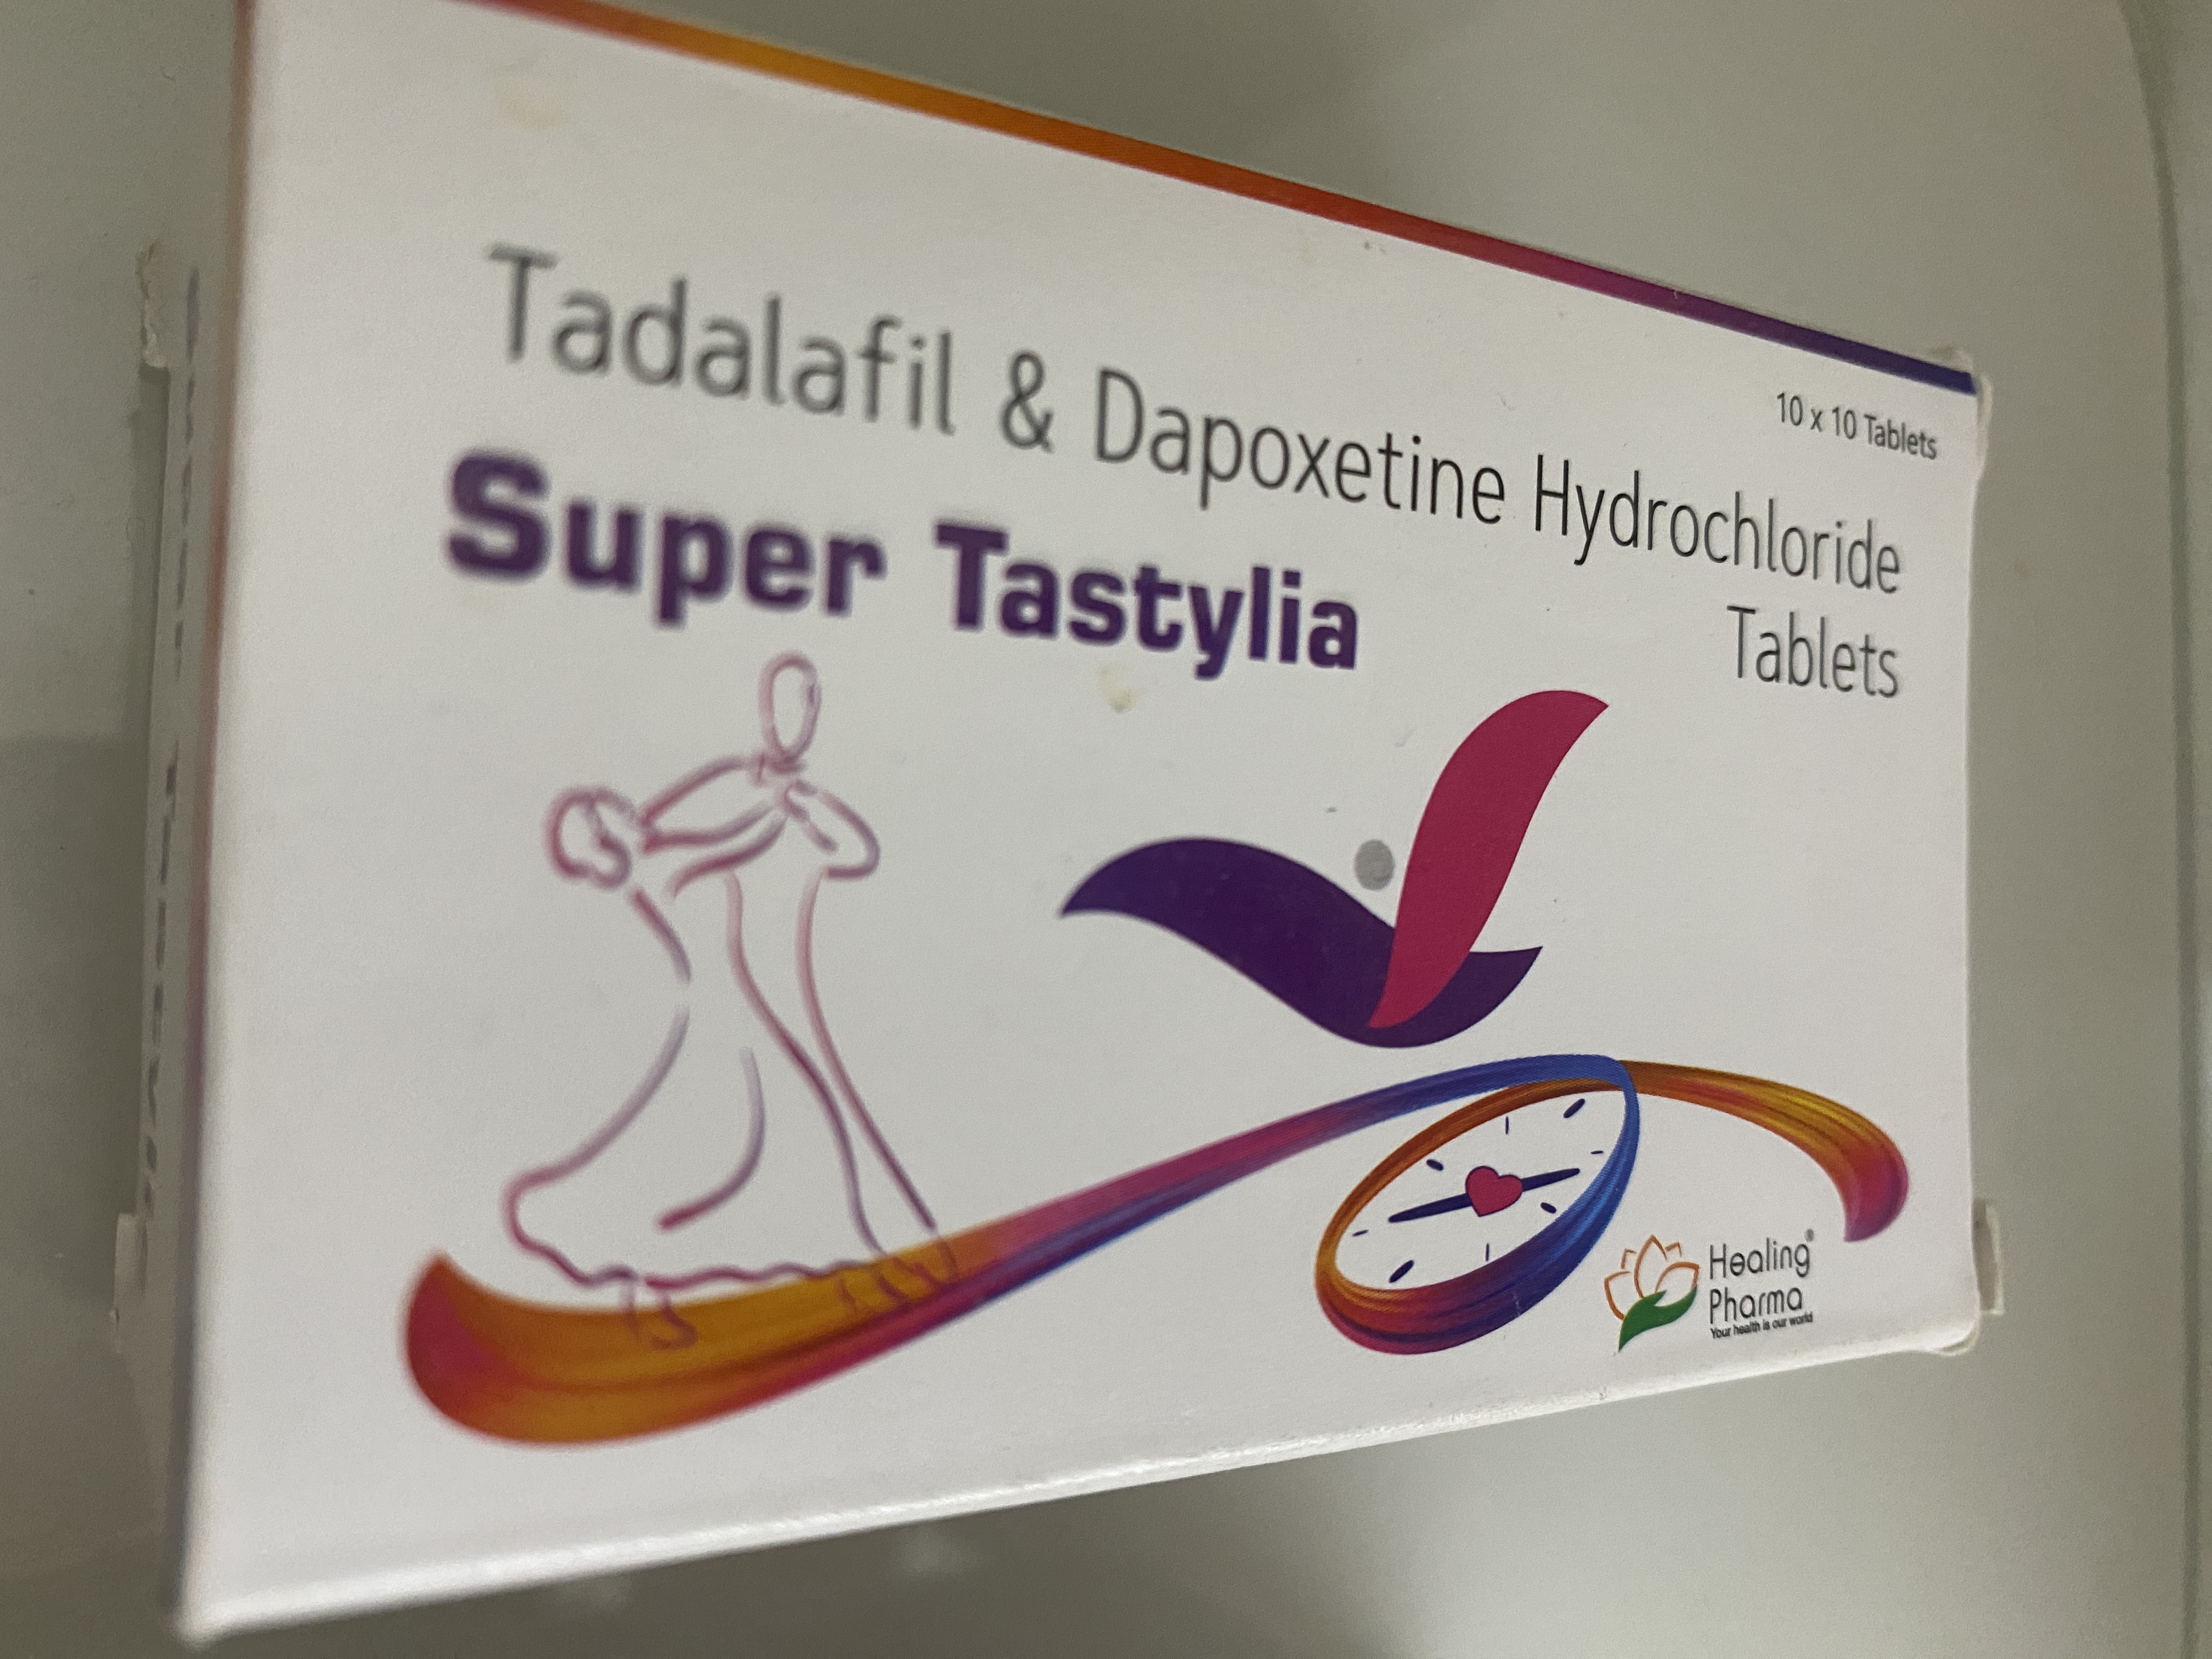 10 x 10 Tablets
Tadalafil & Dapoxetine Hydrochloride
Tablets
Super Tastylia
Healing®
Pharma
Your health is our world